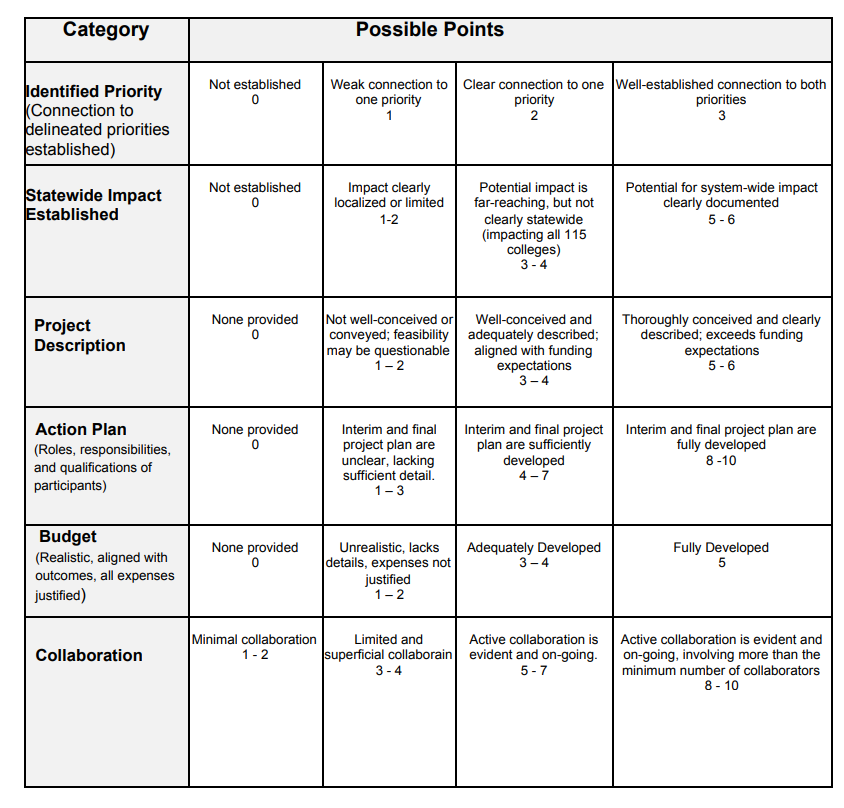 Category
Possible Points
Identified Priority
(Connection to
delineated priorities
established)
Not established
0
Weak connection to
one priority
1
Clear connection to one
priority
2
Well-established connection to both
priorities
3
Statewide Impact
Established
Not established
0
Impact clearly
localized or limited
1-2
Potential impact is
far-reaching, but not
clearly statewide
(impacting all 115
colleges)
3 - 4
Potential for system-wide impact
clearly documented
5 - 6
Project
Description
None provided
0
Not well-conceived or
conveyed; feasibility
may be questionable
1 – 2
Well-conceived and
adequately described;
aligned with funding
expectations
3 – 4
Thoroughly conceived and clearly
described; exceeds funding
expectations
5 - 6
Action Plan
(Roles, responsibilities,
and qualifications of
participants)
None provided
0
Interim and final
project plan are
unclear, lacking
sufficient detail.
1 – 3
Interim and final project
plan are sufficiently
developed
4 – 7
Interim and final project plan are
fully developed
8 -10
Budget
(Realistic, aligned with
outcomes, all expenses
justified)
None provided
0
Unrealistic, lacks
details, expenses not
justified
1 – 2
Adequately Developed
3 – 4
Fully Developed
5
Collaboration
Minimal collaboration
1 - 2
Limited and
superficial collaborain
3 - 4
Active collaboration is
evident and on-going.
5 - 7
Active collaboration is evident and
on-going, involving more than the
minimum number of collaborators
8 - 10